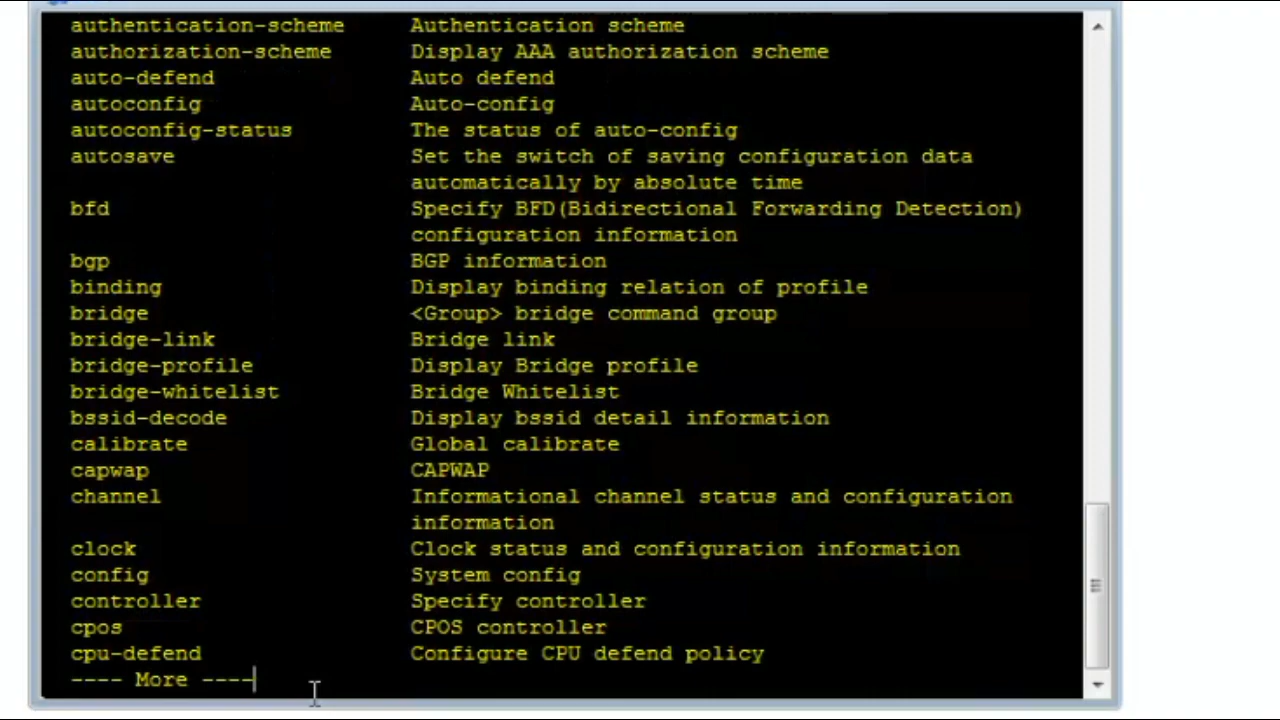 authentication-scheme Authentication scheme
authorization-scheme Display AAA authorization scheme
auto-defend Auto defend
autoconfig Auto-config
autoconfig-status The status of auto-config
autosave Set the switch of saving configuration data
automatically by absolute time
bfd Specify BFD(Bidirectional Forwarding Detection)
configuration information
bgp BGP information
binding Display binding relation of profile
bridge <Group> bridge command group
bridge-link Bridge link
bridge-profile Display Bridge profile
bridge-whitelist Bridge Whitelist
bssid-decode Display bssid detail information
calibrate Global calibrate
capwap CAPWAP
channel Informational channel status and configuration
information
clock Clock status and configuration information
config System config
controller Specify controller
cpos CPOS controller
cpu-defend Configure CPU defend policy
---- More ----